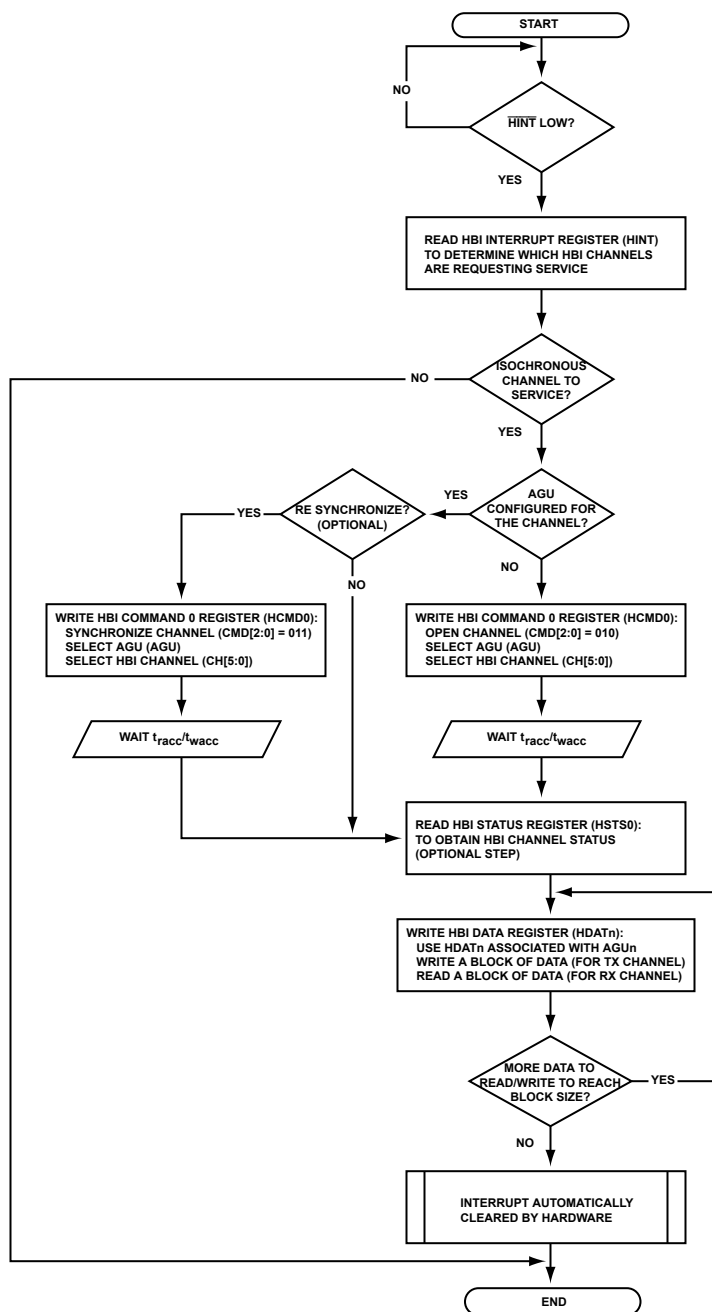 START
NO
HINT LOW?
YES
READ HBI INTERRUPT REGISTER (HINT)
TO DETERMINE WHICH HBI CHANNELS
ARE REQUESTING SERVICE
NO
ISOCHRONOUS
CHANNEL TO
SERVICE?
YES
AGU
CONFIGURED FOR
THE CHANNEL?
YES
RE SYNCHRONIZE?
(OPTIONAL)
YES
NO
NO
WRITE HBI COMMAND 0 REGISTER (HCMD0):
SYNCHRONIZE CHANNEL (CMD[2:0] = 011)
SELECT AGU (AGU)
SELECT HBI CHANNEL (CH[5:0])
WRITE HBI COMMAND 0 REGISTER (HCMD0):
OPEN CHANNEL (CMD[2:0] = 010)
SELECT AGU (AGU)
SELECT HBI CHANNEL (CH[5:0])
WAIT tracc/twacc
WAIT tracc/twacc
READ HBI STATUS REGISTER (HSTS0):
TO OBTAIN HBI CHANNEL STATUS
(OPTIONAL STEP)
WRITE HBI DATA REGISTER (HDATn):
USE HDATn ASSOCIATED WITH AGUn
WRITE A BLOCK OF DATA (FOR TX CHANNEL)
READ A BLOCK OF DATA (FOR RX CHANNEL)
MORE DATA TO
READ/WRITE TO REACH
BLOCK SIZE?
YES
NO
INTERRUPT AUTOMATICALLY
CLEARED BY HARDWARE
END